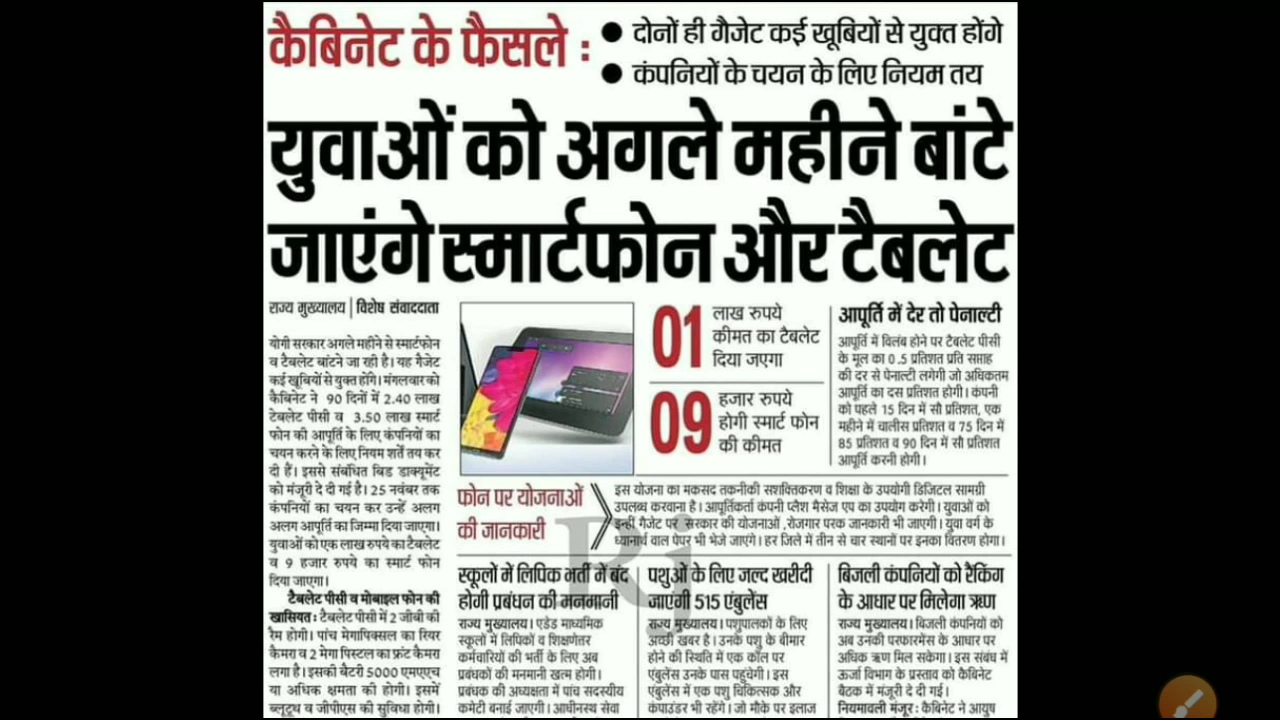 कैबिनेट के फैसले :
● दोनों ही गैजेट कई खूबियों से युक्त होंगे
● कंपनियों के चयन के लिए नियम तय
युवाओं को अगले महीने बांटे
जाएंगे स्मार्टफोन और टैबलेट
राज्य मुख्यालय | विशेष संवाददाता
योगी सरकार अगले महीने से स्मार्टफोन
व टैबलेट बांटने जा रही है। यह गैजेट
कई खूबियों से युक्त होंगे। मंगलवार को
कैबिनेट ने 90 दिनों में 2.40 लाख
टेबलेट पीसी व 3.50 लाख स्मार्ट
फोन की आपूर्ति के लिए कंपनियों का
चयन करने के लिए नियम शर्तें तय कर
दी हैं। इससे संबंधित बिड डाक्यूमेंट
को मंजूरी दे दी गई है। 25 नवंबर तक
कंपनियों का चयन कर उन्हें अलग
अलग आपूर्ति का जिम्मा दिया जाएगा।
युवाओं को एक लाख रुपये का टैबलेट
व 9 हजार रुपये का स्मार्ट फोन
दिया जाएगा।
टैबलेट पीसी व मोबाइल फोन की
खासियत: टैबलेट पीसी में 2 जीबी की
रैम होगी। पांच मेगापिक्सल का रियर
कैमरा व 2 मेगा पिस्टल का फ्रंट कैमरा
लगा है। इसकी बैटरी 5000 एमएएच
या अधिक क्षमता की होगी। इसमें
ब्लूटूथ व जीपीएस की सुविधा होगी।
01 लाख रुपये
कीमत का टैबलेट
दिया जएगा
09 हजार रुपये
होगी स्मार्ट फोन
की कीमत
आपूर्ति में देर तो पेनाल्टी
आपूर्ति में विलंब होने पर टैबलेट पीसी
के मूल का 0.5 प्रतिशत प्रति सप्ताह
की दर से पेनाल्टी लगेगी जो अधिकतम
आपूर्ति का दस प्रतिशत होगी। कंपनी
को पहले 15 दिन में सौ प्रतिशत, एक
महीने में चालीस प्रतिशत व 75 दिन में
85 प्रतिशत व 90 दिन में सौ प्रतिशत
आपूर्ति करनी होगी।
फोन पर योजनाओं
की जानकारी
इस योजना का मकसद तकनीकी सशक्तिकरण व शिक्षा के उपयोगी डिजिटल सामग्री
उपलब्ध करवाना है। आपूर्तिकर्ता कंपनी प्लैश मैसेज एप का उपयोग करेगी। युवाओं को
इन्हीं गैजेट पर सरकार की योजनाओं ,रोजगार परक जानकारी भी जाएगी। युवा वर्ग के
ध्यानार्थ वाल पेपर भी भेजे जाएंगे। हर जिले में तीन से चार स्थानों पर इनका वितरण होगा।
Rj
स्कूलों में लिपिक भर्ती में बंद
होगी प्रबंधन की मनमानी
राज्य मुख्यालय। एडेड माध्यमिक
स्कूलों में लिपिकों व शिक्षणेत्तर
कर्मचारियों की भर्ती के लिए अब
प्रबंधकों की मनमानी खत्म होगी।
प्रबंधक की अध्यक्षता में पांच सदस्यीय
कमेटी बनाई जाएगी। आधीनस्थ सेवा
पशुओं के लिए जल्द खरीदी
जाएंगी 515 एंबुलेंस
राज्य मुख्यालय। पशुपालकों के लिए
अच्छी खबर है। उनके पशु के बीमार
होने की स्थिति में एक कॉल पर
एंबुलेंस उनके पास पहुंचेगी। इस
एंबुलेंस में एक पशु चिकित्सक और
कंपाउंडर भी रहेंगे। जो मौके पर इलाज
बिजली कंपनियों को रैंकिंग
के आधार पर मिलेगा ऋण
राज्य मुख्यालय। बिजली कंपनियों को
अब उनकी परफारमेंस के आधार पर
अधिक ऋण मिल सकेगा। इस संबंध में
ऊर्जा विभाग के प्रस्ताव को कैबिनेट
बैठक में मंजूरी दे दी गई।
नियमावली मंजूर: कैबिनेट ने आयुष